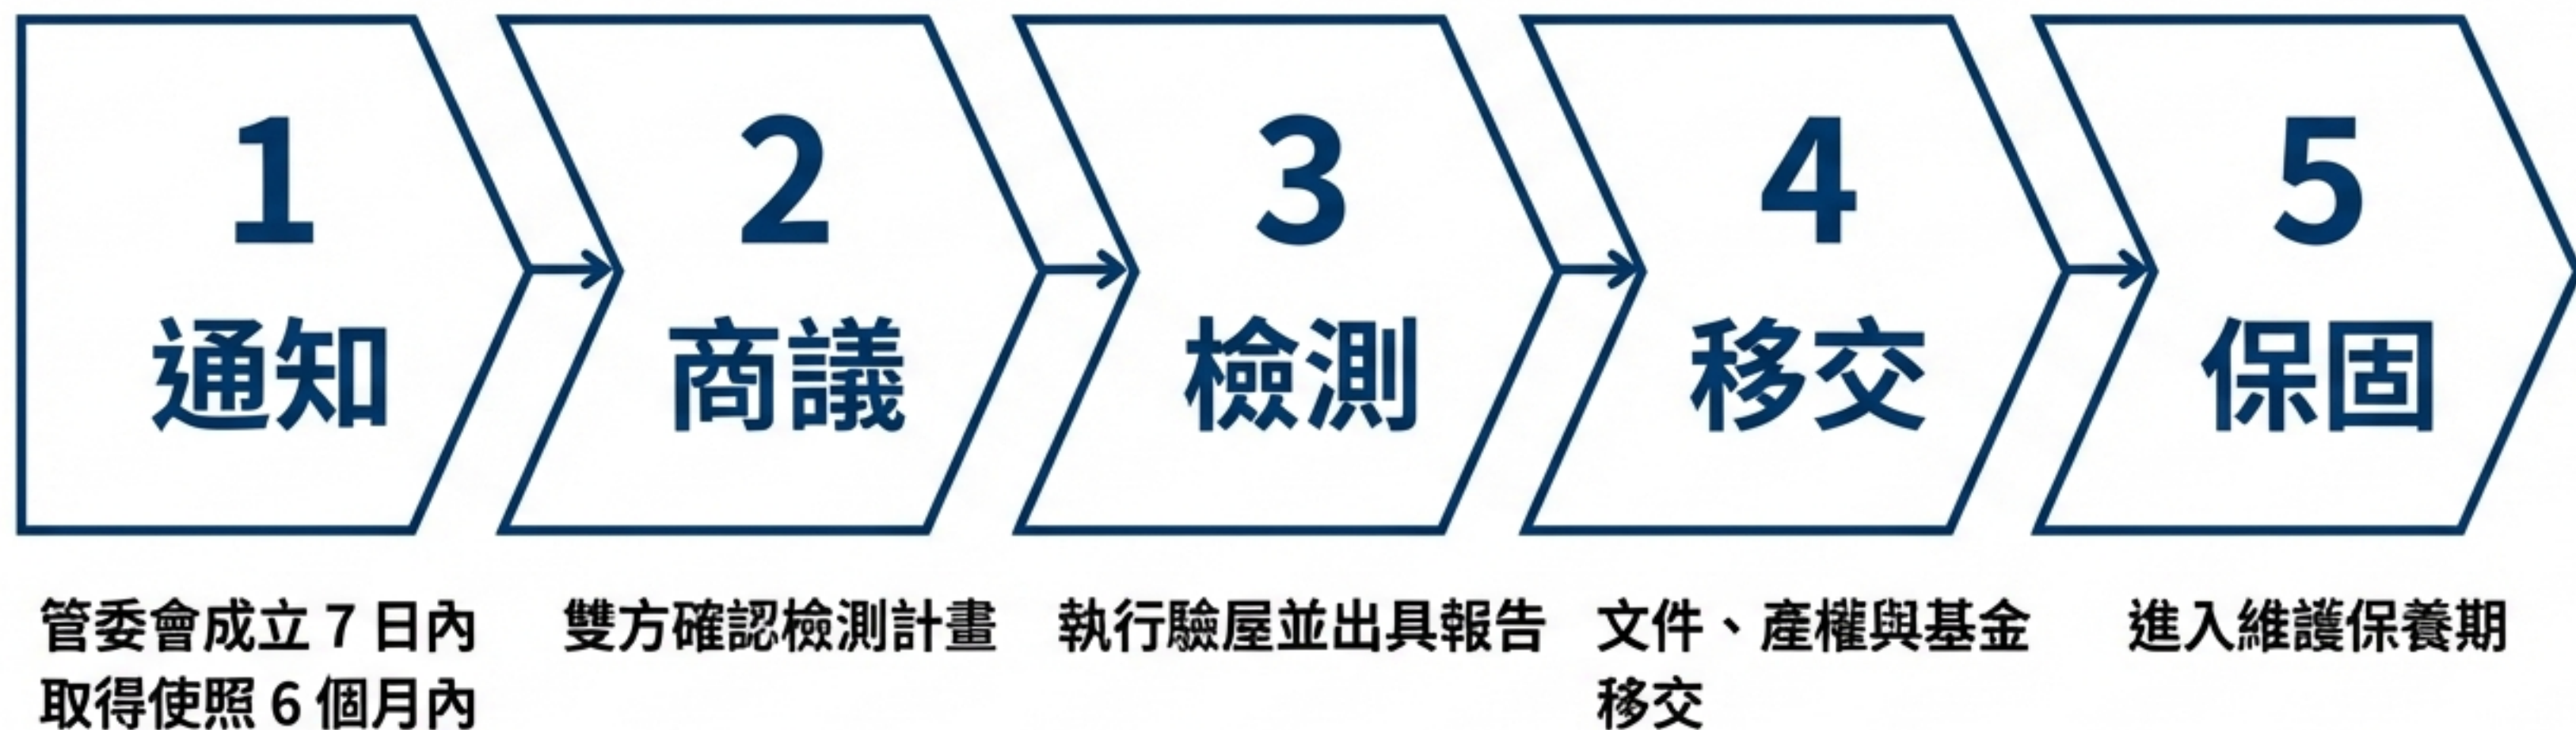 1
通知
管委會成立 7 日內
取得使照 6 個月內
2
商議
雙方確認檢測計畫
3
檢測
執行驗屋並出具報告
4
移交
文件、產權與基金
移交
5
保固
進入維護保養期